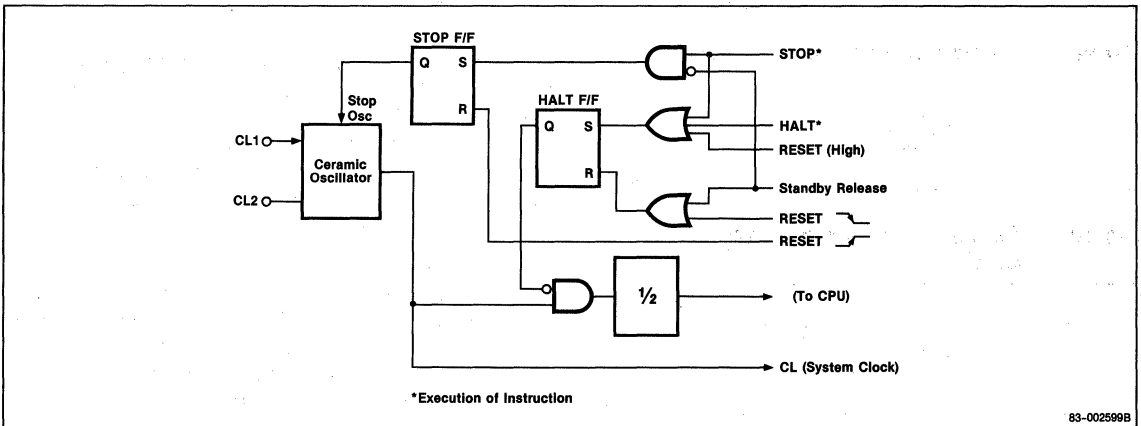 STOP F/F
Q S
R
STOP*
HALT F/F
Q S
R
HALT*
RESET (High)
Stop
Osc
CL1
Ceramic
Oscillator
CL2
Standby Release
RESET
RESET
½
(To CPU)
CL (System Clock)
*Execution of Instruction
83-002599B